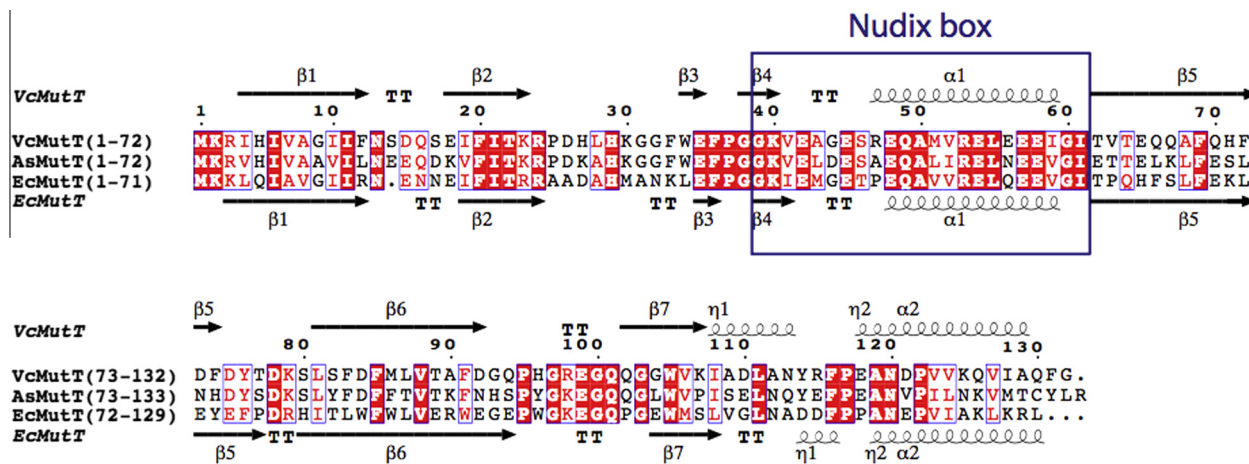 Nudix box
β1 β2 β3 β4 α1 β5
VcMutT TT TT
1 10 20 30 40 50 60 70
VcMutT(1-72) MKRIHIVAGIIFNSDQSEIFITKRPDHLHKGGFWEFPGGKVEAGESREQAMVRELEEEIGITVTEQQAFQHF
AsMutT(1-72) MKRVHIVAAVILNEEQDKVFITKRPDKAHKGGKWEFPGGKVELDESAEQALIRELEEEIGIETTELKLFESL
EcMutT(1-71) MKKLQIAVGIIRN.ENNEIFITRRAADAHMANKLEFPGGKIEMGETPEQAVVRELQEEVGITPQHFSLFEKL
EcMutT TT TT TT
β1 β2 β3 β4 α1 β5
β5 β6 β7 η1 η2 α2
VcMutT TT
80 90 100 110 120 130
VcMutT(73-132) DFDYTDKSLSFDFMLVTAFDGQPHGREGQQGGWVKIADLANYRFPEANDPVVKQVIAQFG.
AsMutT(73-133) NHDYSDKILDFTFFTVTKFNHSPYGKEGQQGLWVPISELNQYEFPEANVPILNKVMTCYLR
EcMutT(72-129) EYEFPDRHITLWFWLVERWEGEPWGKEGQPGEWMSLVGLNADDFPPANEPVIAKLKRL...
EcMutT TT TT TT
β5 β6 β7 η1 η2 α2